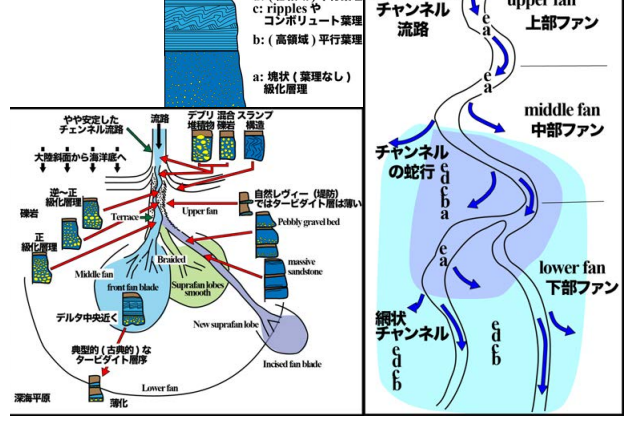 c: ripples や
コンボリュート葉理
b: (高領域) 平行葉理
a: 塊状 (葉理なし)
級化層理
やや安定した
チェンネル流路
流路
デブリ
堆積物
混合
礫岩
スランプ
構造
大陸斜面から海洋底へ
逆〜正
級化層理
礫岩
正
級化層理
Terrace
Upper fan
自然レヴィー (堤防)
ではタービダイト層は薄い
Pebbly gravel bed
massive
sandstone
Braided
Middle fan
front fan blade
Suprafan lobes
smooth
デルタ中央近く
New suprafan lobe
典型的 (古典的) な
タービダイト層序
Incised fan blade
Lower fan
深海平原
薄化
チャンネル
流路
e
a
upper fan
上部ファン
e
a
middle fan
中部ファン
チャンネル
の蛇行
e
d
c
b
a
e
a
lower fan
下部ファン
網状
チャンネル
e
d
c
b
e
d
c
b